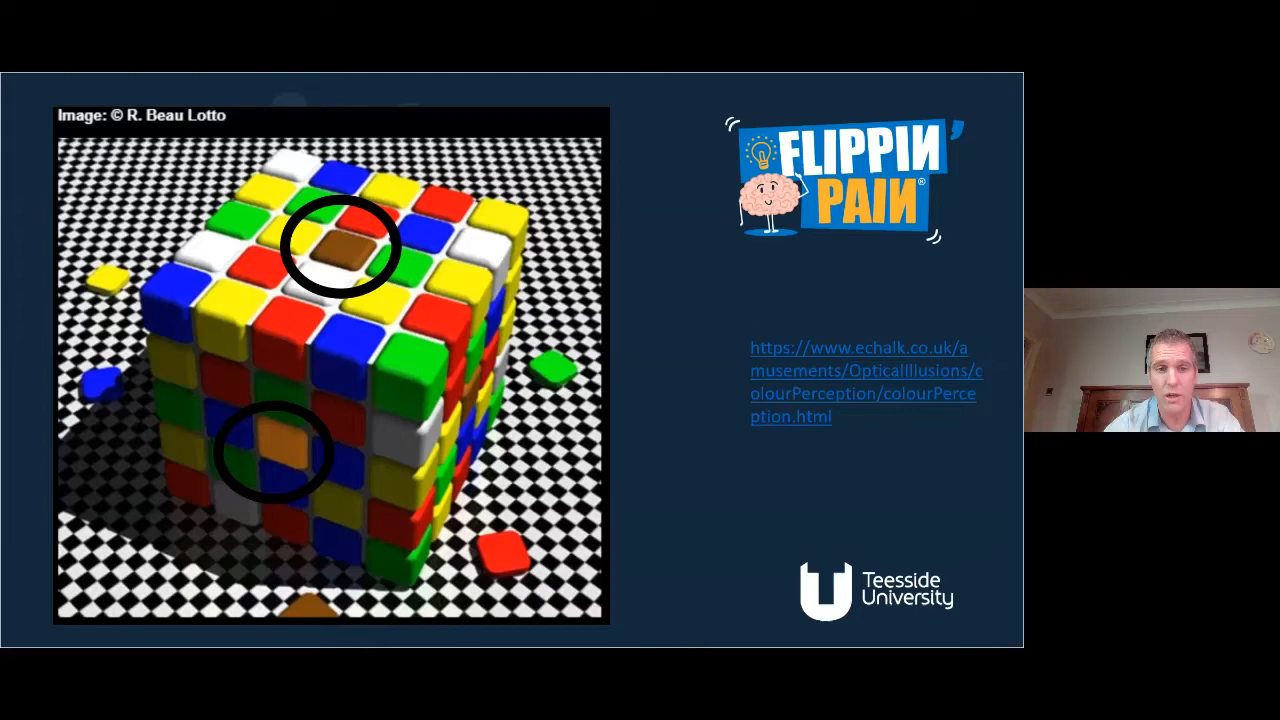 Image: © R. Beau Lotto
FLIPPIN'
PAIN®
https://www.echalk.co.uk/a
musements/OpticalIllusions/c
olourPerception/colourPerce
ption.html
Teesside
University